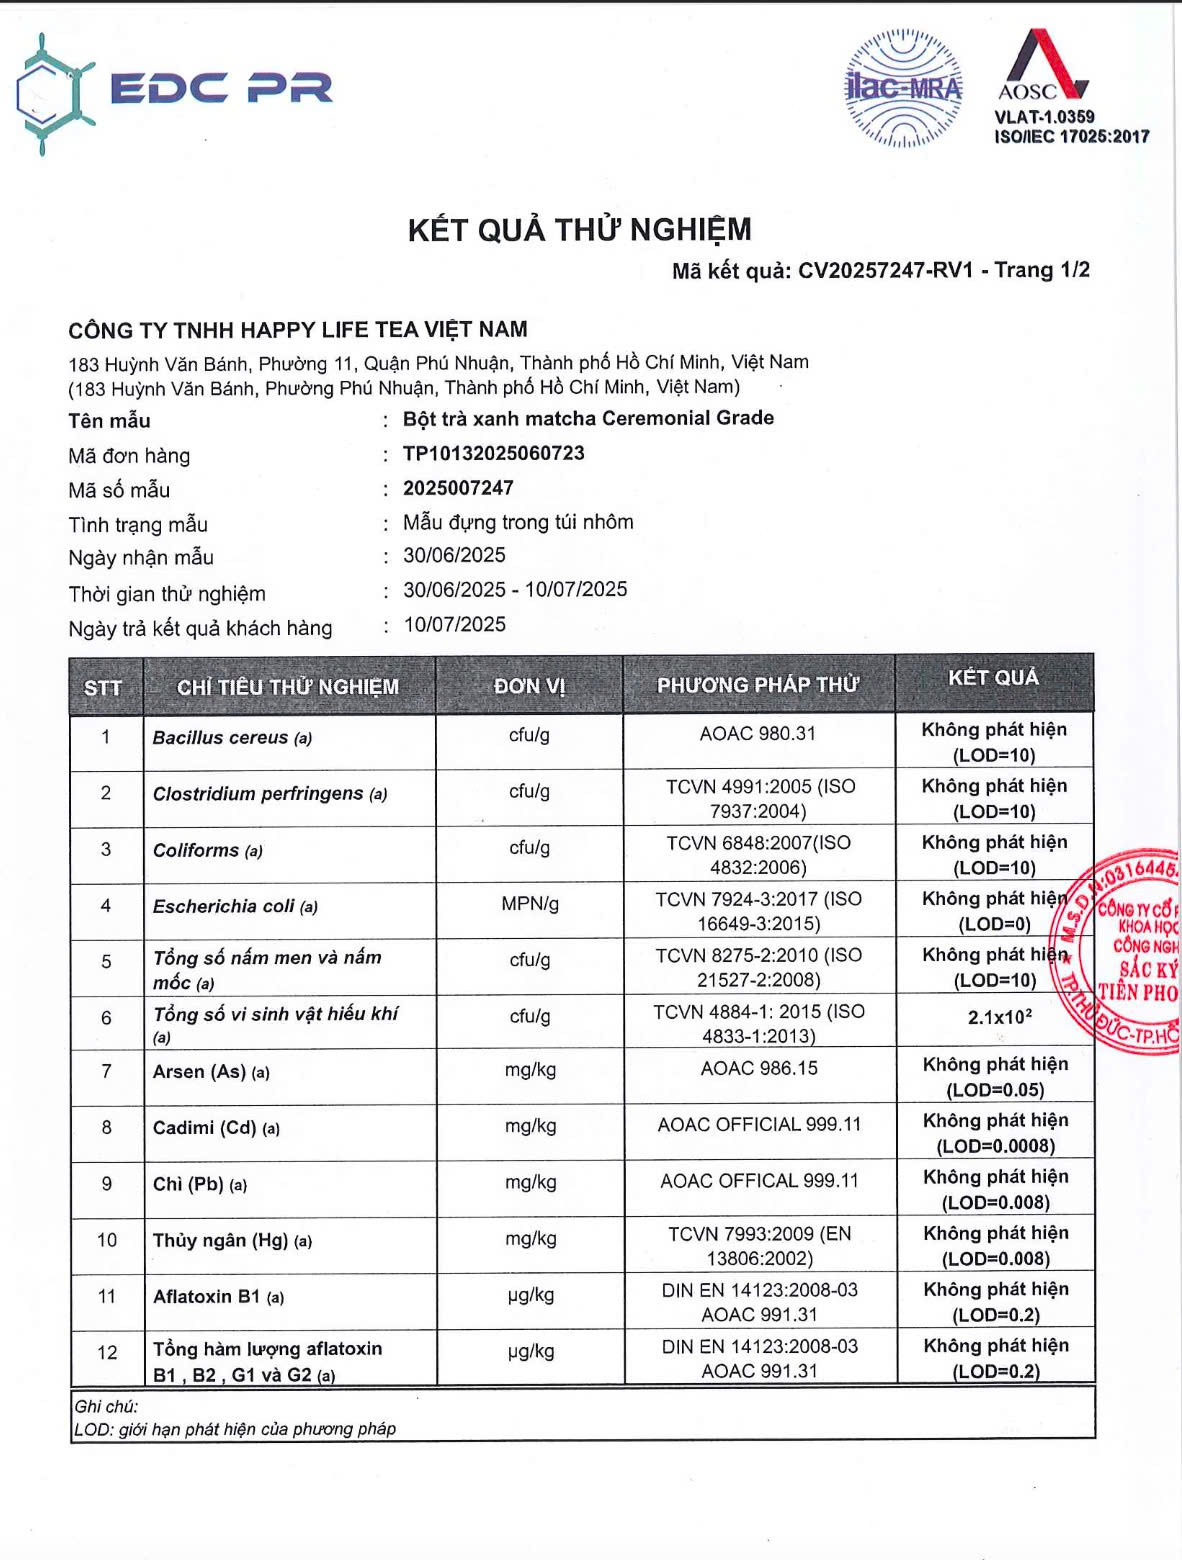 EDC PR
ilac-MRA
AOSC
VLAT-1.0359
ISO/IEC 17025:2017
KẾT QUẢ THỬ NGHIỆM
Mã kết quả: CV20257247-RV1 - Trang 1/2
CÔNG TY TNHH HAPPY LIFE TEA VIỆT NAM
183 Huỳnh Văn Bánh, Phường 11, Quận Phú Nhuận, Thành phố Hồ Chí Minh, Việt Nam
(183 Huỳnh Văn Bánh, Phường Phú Nhuận, Thành phố Hồ Chí Minh, Việt Nam)
Tên mẫu : Bột trà xanh matcha Ceremonial Grade
Mã đơn hàng : TP10132025060723
Mã số mẫu : 2025007247
Tình trạng mẫu : Mẫu đựng trong túi nhôm
Ngày nhận mẫu : 30/06/2025
Thời gian thử nghiệm : 30/06/2025 - 10/07/2025
Ngày trả kết quả khách hàng : 10/07/2025
STT CHỈ TIÊU THỬ NGHIỆM ĐƠN VỊ PHƯƠNG PHÁP THỬ KẾT QUẢ
1 Bacillus cereus (a) cfu/g AOAC 980.31 Không phát hiện
(LOD=10)
2 Clostridium perfringens (a) cfu/g TCVN 4991:2005 (ISO Không phát hiện
7937:2004) (LOD=10)
3 Coliforms (a) cfu/g TCVN 6848:2007(ISO Không phát hiện
4832:2006) (LOD=10)
4 Escherichia coli (a) MPN/g TCVN 7924-3:2017 (ISO Không phát hiện
16649-3:2015) (LOD=0)
5 Tổng số nấm men và nấm cfu/g TCVN 8275-2:2010 (ISO Không phát hiện
mốc (a) 21527-2:2008) (LOD=10)
6 Tổng số vi sinh vật hiếu khí cfu/g TCVN 4884-1: 2015 (ISO 2.1x10²
(a) 4833-1:2013)
7 Arsen (As) (a) mg/kg AOAC 986.15 Không phát hiện
(LOD=0.05)
8 Cadimi (Cd) (a) mg/kg AOAC OFFICIAL 999.11 Không phát hiện
(LOD=0.0008)
9 Chì (Pb) (a) mg/kg AOAC OFFICAL 999.11 Không phát hiện
(LOD=0.008)
10 Thủy ngân (Hg) (a) mg/kg TCVN 7993:2009 (EN Không phát hiện
13806:2002) (LOD=0.008)
11 Aflatoxin B1 (a) µg/kg DIN EN 14123:2008-03 Không phát hiện
AOAC 991.31 (LOD=0.2)
12 Tổng hàm lượng aflatoxin µg/kg DIN EN 14123:2008-03 Không phát hiện
B1 , B2 , G1 và G2 (a) AOAC 991.31 (LOD=0.2)
Ghi chú:
LOD: giới hạn phát hiện của phương pháp
M.S.D.N:0316445
CÔNG TY CỔ
KHOA HỌC
CÔNG NGH
SẮC KÝ
TIÊN PHO
TP.THỦ ĐỨC-TP.HỒ